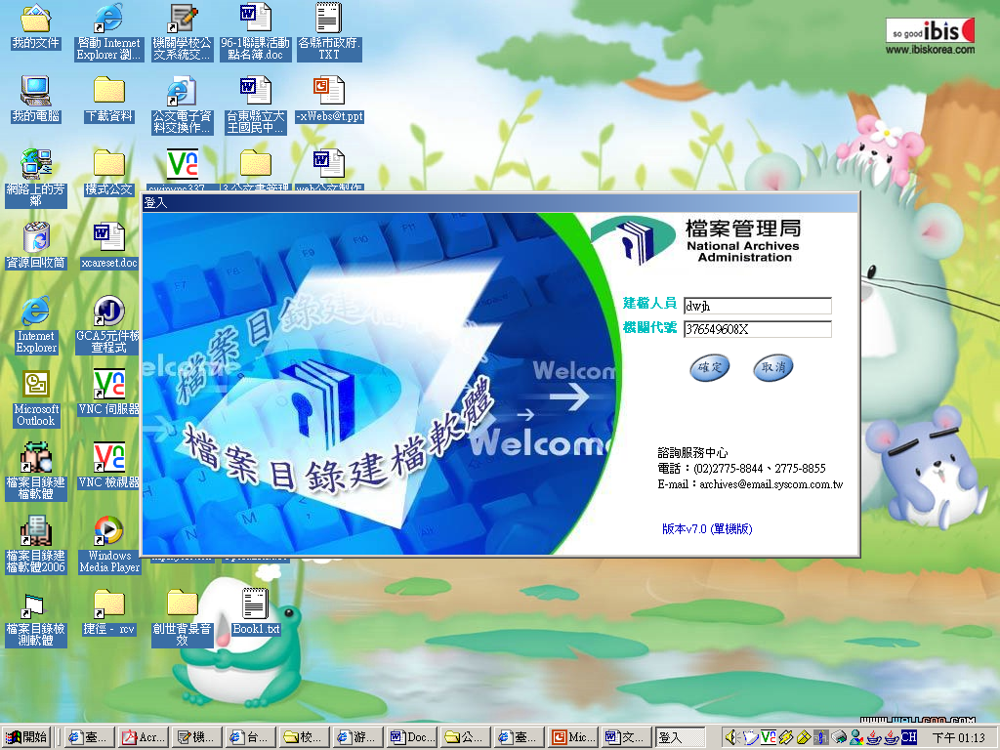 我的文件
啟動 Internet
Explorer 瀏...
機關學校公
文系統交...
96-1聯課活動
點名簿.doc
各縣市政府.
TXT
so good ibis
www.ibiskorea.com
我的電腦
下載資料
公文電子資
料交換作...
台東縣立大
王國民中...
-xWebs@t.ppt
網路上的芳
鄰
橫式公文
資源回收筒
xcareset.doc
Internet
Explorer
GCA5元件檢
查程式
Microsoft
Outlook
VNC 伺服器
檔案目錄建
檔軟體
VNC 檢視器
檔案目錄建
檔軟體2006
Windows
Media Player
檔案目錄檢
測軟體
捷徑 - rcv
創世背景音
效
Book1.txt
登入
檔案管理局
National Archives
Administration
建檔人員 dwjh
機關代號 376549608X
確定 取消
諮詢服務中心
電話：(02)2775-8844、2775-8855
E-mail：archives@email.syscom.com.tw
版本v7.0 (單機版)
檔案目錄建檔軟體
檔案目錄建檔軟體
elcome
Welcom
Welcome
www.wallcoo.com
開始 臺... Acr... 機... 台... 校... 游... Doc... 公... 臺... Mic... 文... 登入 CH 下午 01:13